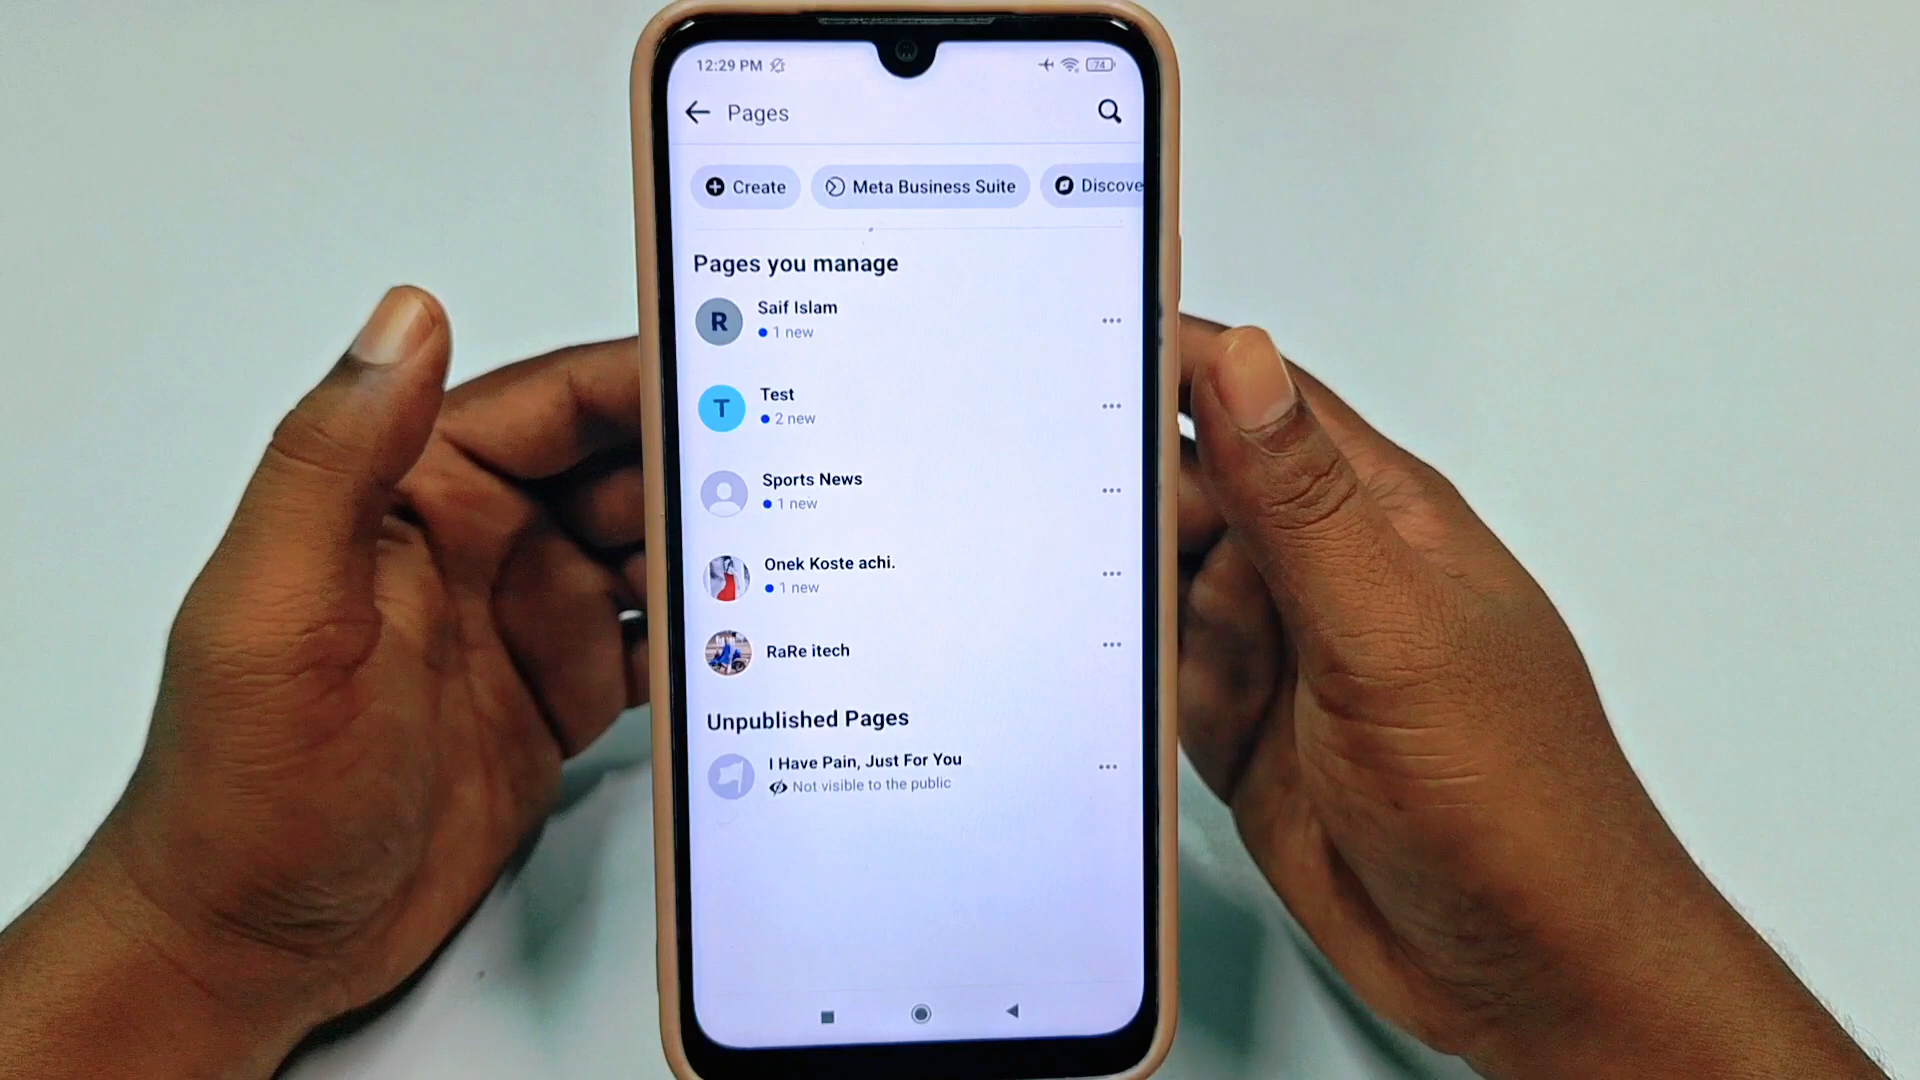 12:29 PM
74
Pages
Create
Meta Business Suite
Discove
Pages you manage
R
Saif Islam
1 new
T
Test
2 new
Sports News
1 new
Onek Koste achi.
1 new
RaRe itech
Unpublished Pages
I Have Pain, Just For You
Not visible to the public